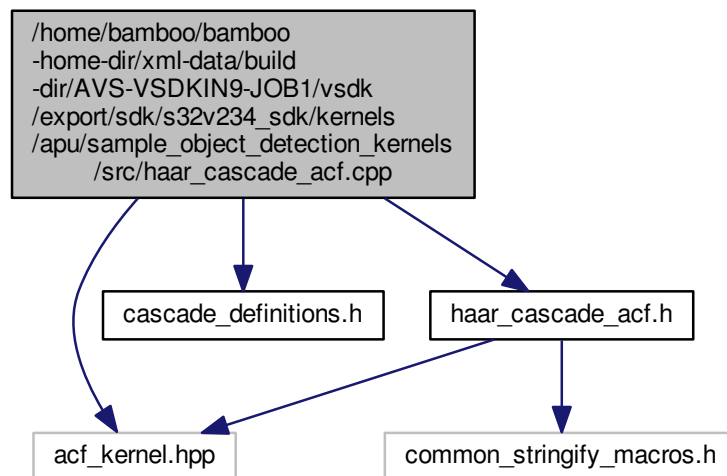 /home/bamboo/bamboo
-home-dir/xml-data/build
-dir/AVS-VSDKIN9-JOB1/vsdk
/export/sdk/s32v234_sdk/kernels
/apu/sample_object_detection_kernels
/src/haar_cascade_acf.cpp
cascade_definitions.h
haar_cascade_acf.h
acf_kernel.hpp
common_stringify_macros.h